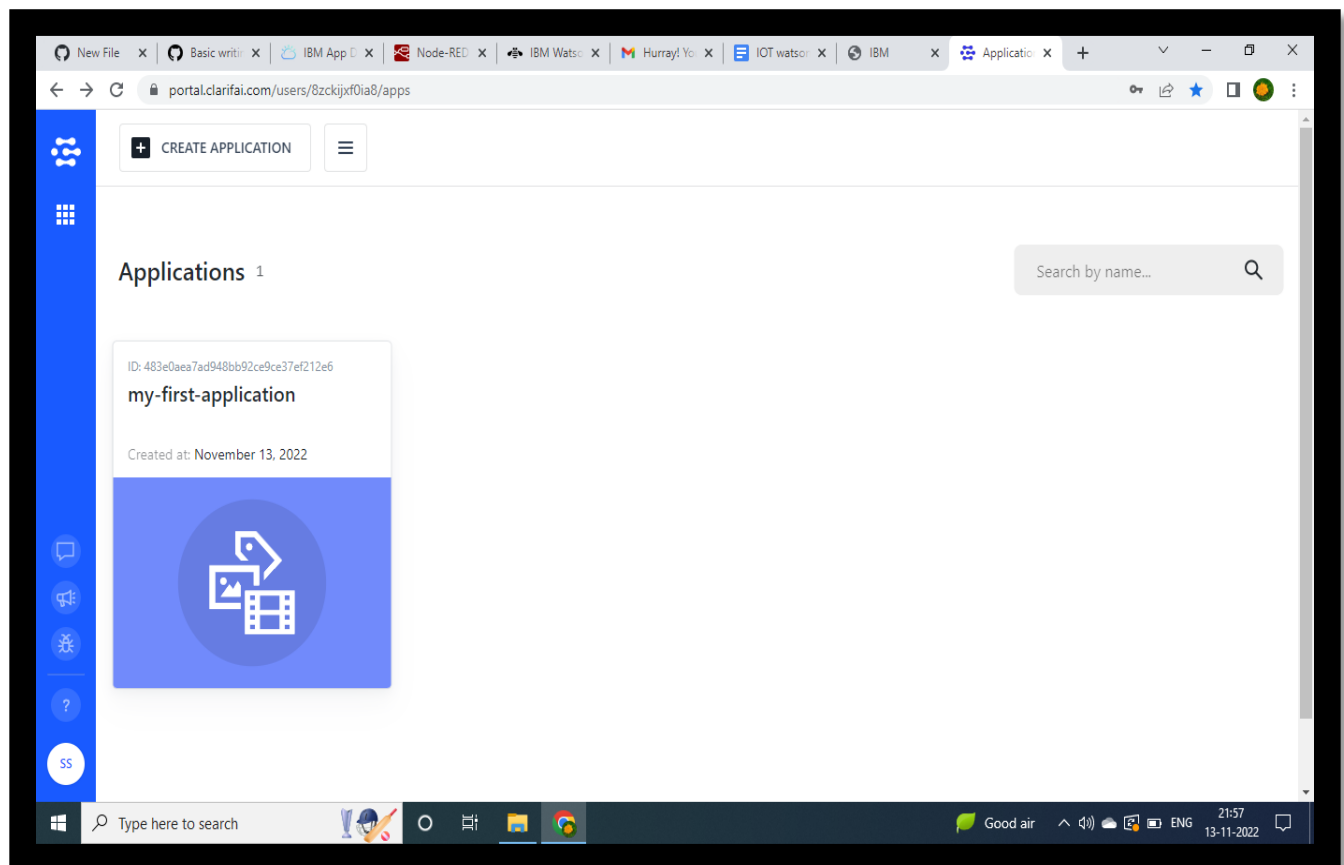 New File
Basic writin
IBM App D
Node-RED
IBM Watso
Hurray! Yo
IOT watson
IBM
Applicatio
portal.clarifai.com/users/8zckijxf0ia8/apps
CREATE APPLICATION
Applications 1
Search by name...
ID: 483e0aea7ad948bb92ce9ce37ef212e6
my-first-application
Created at: November 13, 2022
?
SS
Type here to search
Good air
ENG
21:57
13-11-2022